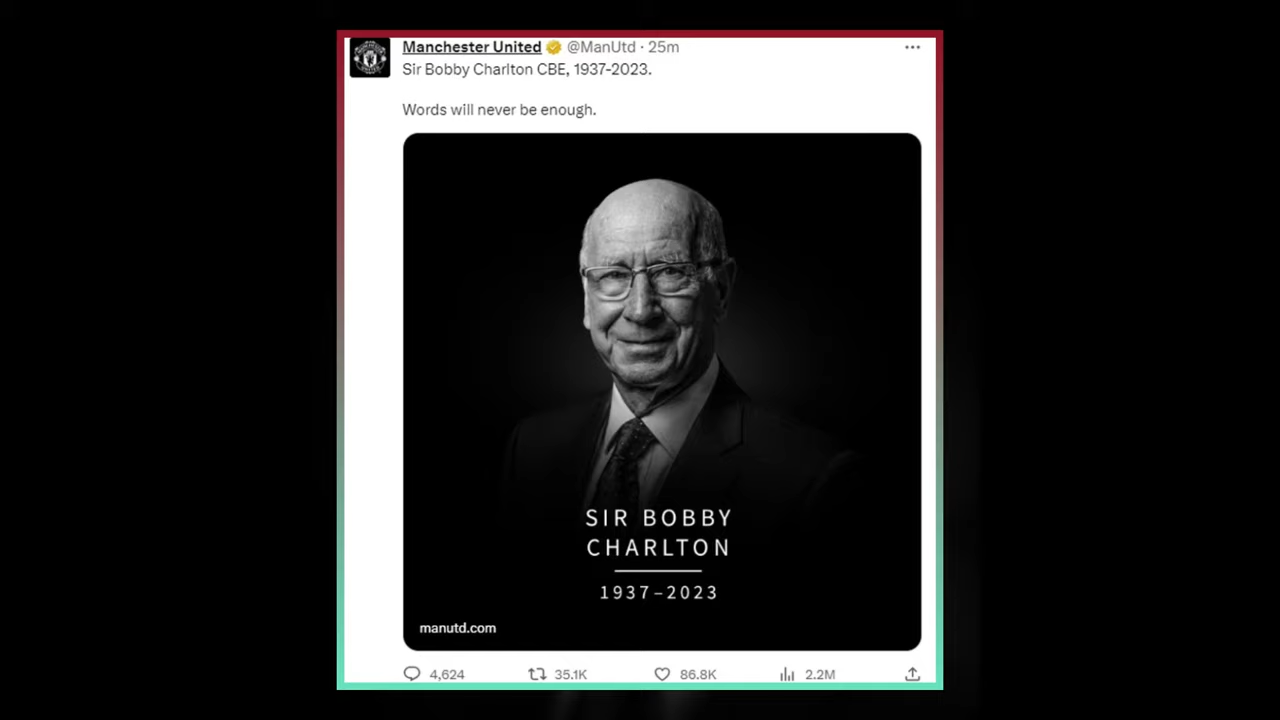 Manchester United @ManUtd · 25m
Sir Bobby Charlton CBE, 1937-2023.
Words will never be enough.
SIR BOBBY
CHARLTON
1937–2023
manutd.com
4,624 35.1K 86.8K 2.2M